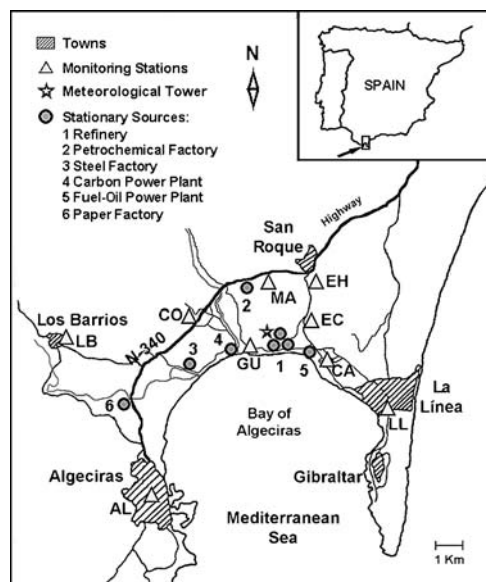 Towns
Monitoring Stations
Meteorological Tower
Stationary Sources:
1 Refinery
2 Petrochemical Factory
3 Steel Factory
4 Carbon Power Plant
5 Fuel-Oil Power Plant
6 Paper Factory
N
SPAIN
Highway
San
Roque
2
MA
EH
CO
EC
Los Barrios
LB
N-340
3
4
GU
1
5
CA
6
La
Línea
LL
Bay of
Algeciras
Algeciras
AL
Gibraltar
Mediterranean
Sea
1 Km